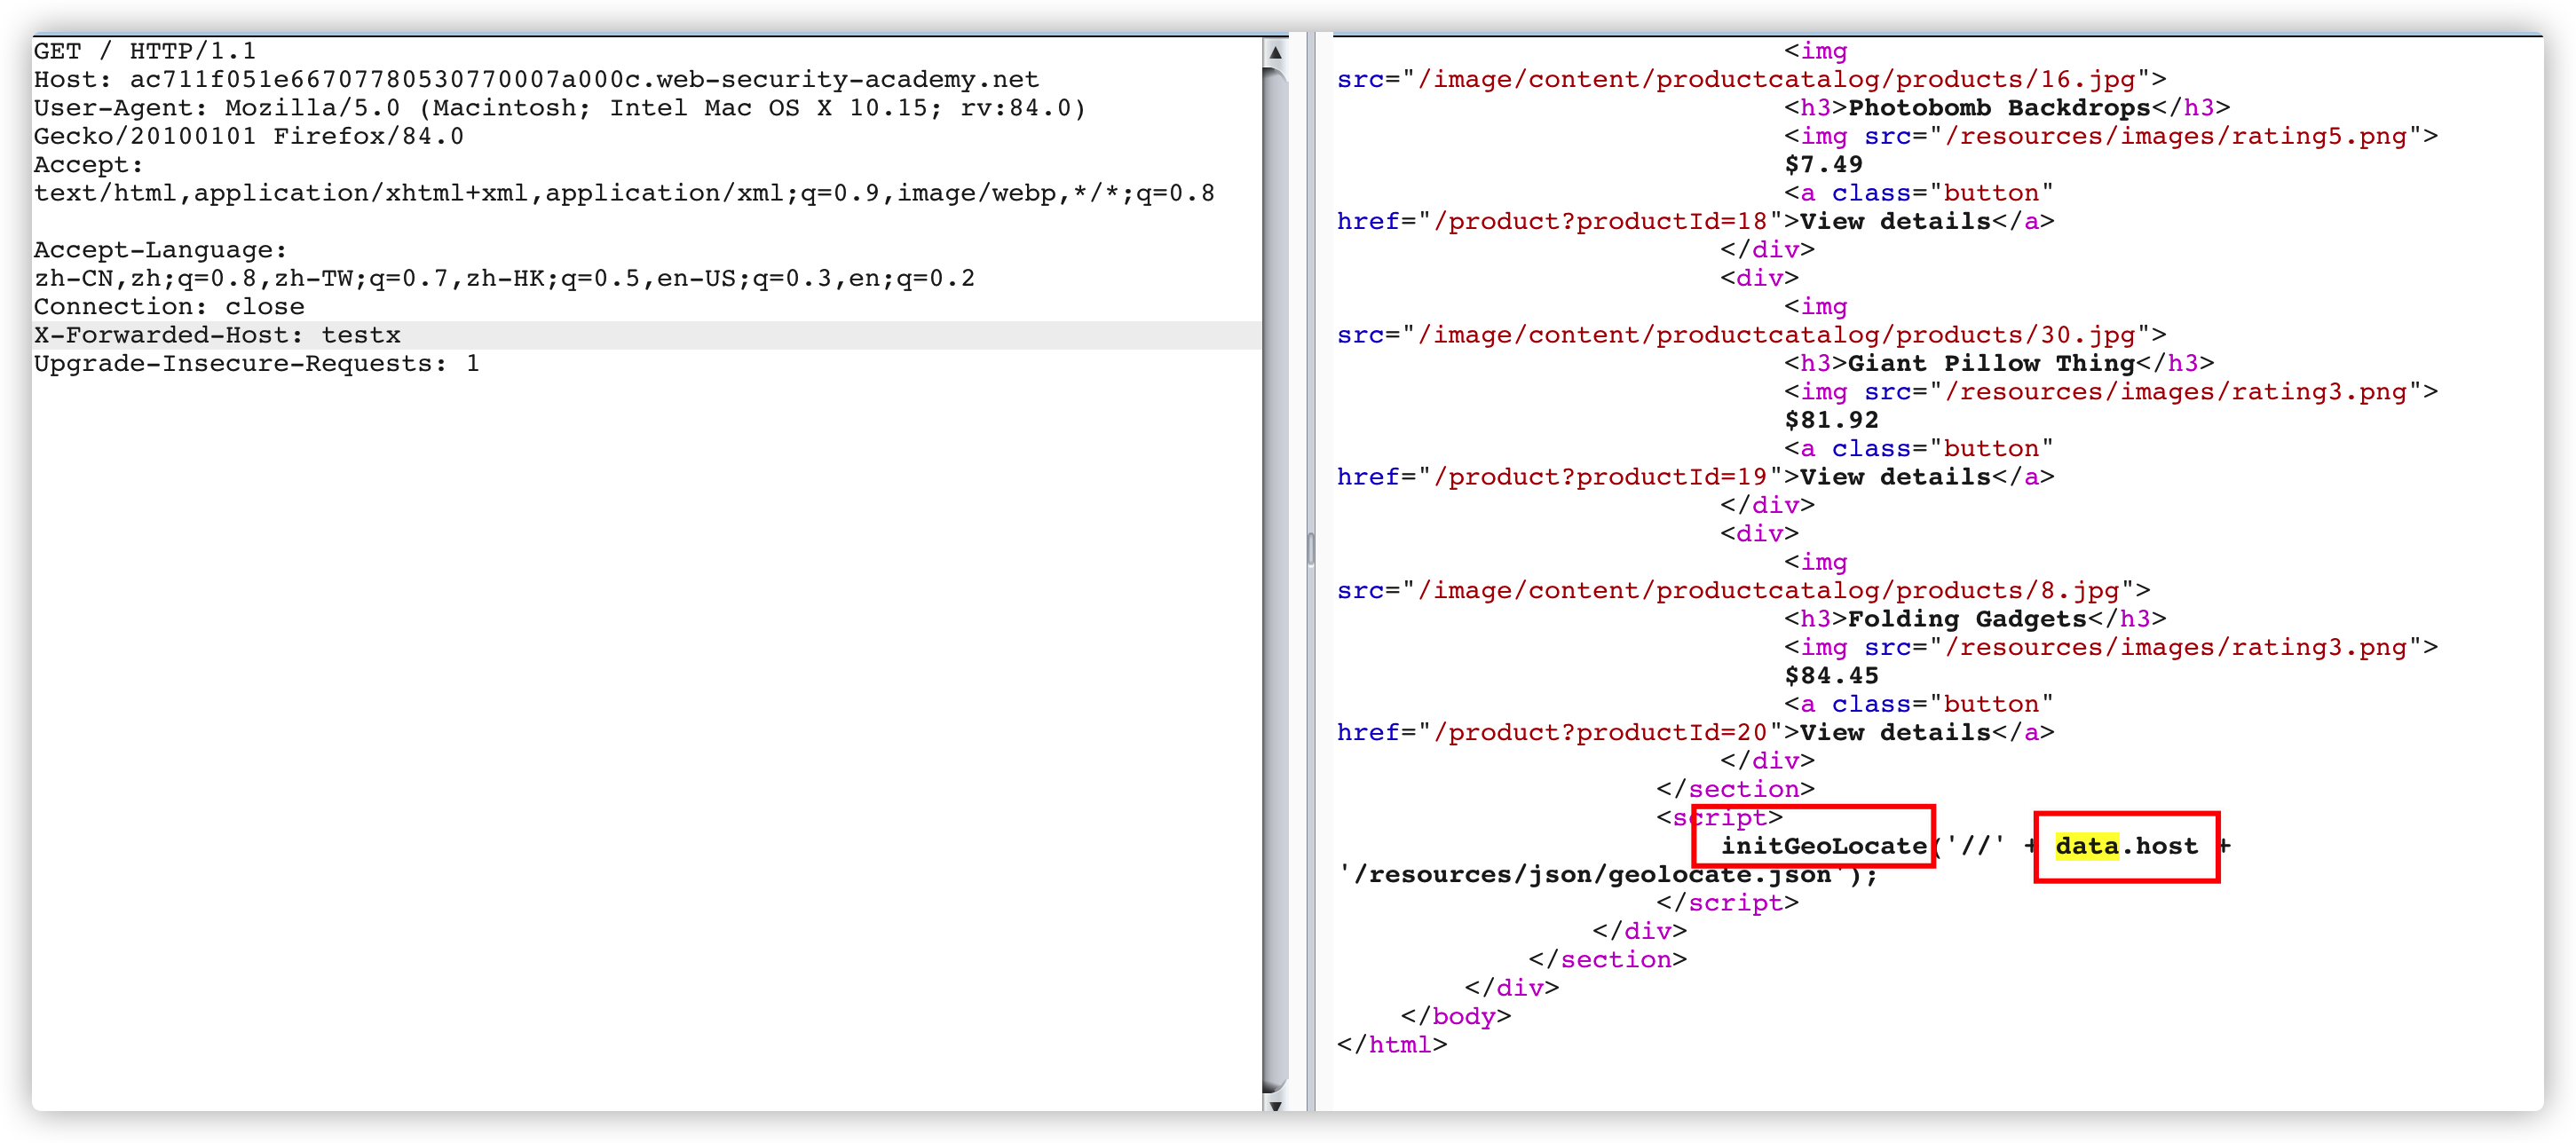 GET / HTTP/1.1
Host: ac711f051e66707780530770007a000c.web-security-academy.net
User-Agent: Mozilla/5.0 (Macintosh; Intel Mac OS X 10.15; rv:84.0)
Gecko/20100101 Firefox/84.0
Accept:
text/html,application/xhtml+xml,application/xml;q=0.9,image/webp,*/*;q=0.8
Accept-Language:
zh-CN,zh;q=0.8,zh-TW;q=0.7,zh-HK;q=0.5,en-US;q=0.3,en;q=0.2
Connection: close
X-Forwarded-Host: testx
Upgrade-Insecure-Requests: 1
<img
src="/image/content/productcatalog/products/16.jpg">
<h3>Photobomb Backdrops</h3>
<img src="/resources/images/rating5.png">
$7.49
<a class="button"
href="/product?productId=18">View details</a>
</div>
<div>
<img
src="/image/content/productcatalog/products/30.jpg">
<h3>Giant Pillow Thing</h3>
<img src="/resources/images/rating3.png">
$81.92
<a class="button"
href="/product?productId=19">View details</a>
</div>
<div>
<img
src="/image/content/productcatalog/products/8.jpg">
<h3>Folding Gadgets</h3>
<img src="/resources/images/rating3.png">
$84.45
<a class="button"
href="/product?productId=20">View details</a>
</div>
</section>
<script>
initGeoLocate('//' + data.host +
'/resources/json/geolocate.json');
</script>
</div>
</section>
</div>
</body>
</html>